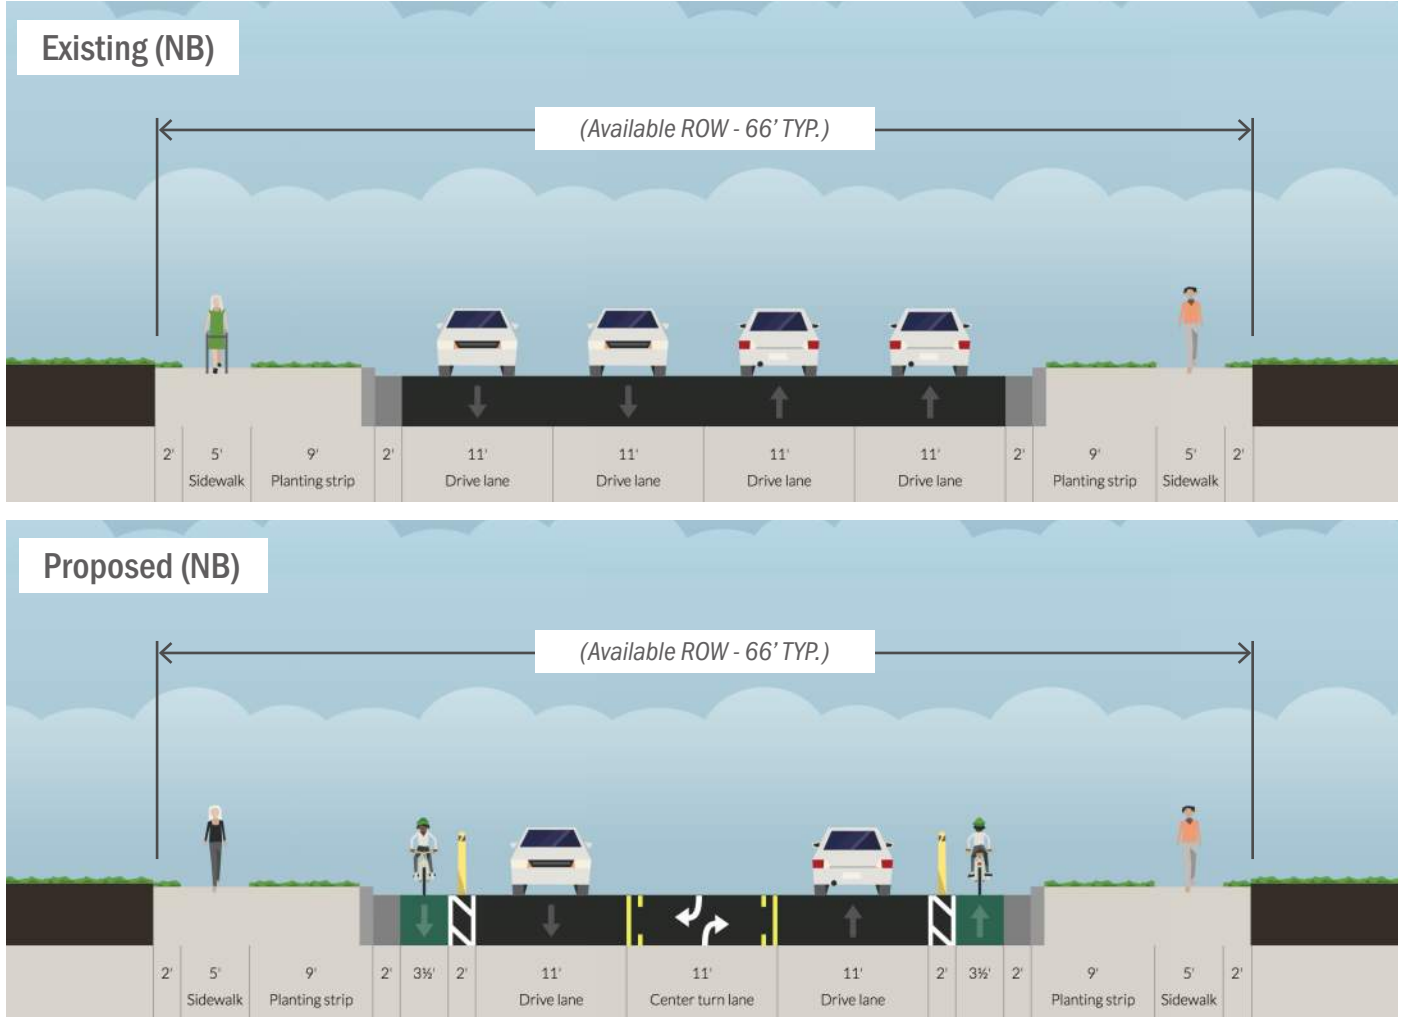 Existing (NB)
(Available ROW - 66' TYP.)
2' 5' 9' 2' 11' 11' 11' 11' 2' 9' 5' 2'
Sidewalk Planting strip Drive lane Drive lane Drive lane Drive lane Planting strip Sidewalk
Proposed (NB)
(Available ROW - 66' TYP.)
2' 5' 9' 2' 3½' 2' 11' 11' 11' 2' 3½' 2' 9' 5' 2'
Sidewalk Planting strip Drive lane Center turn lane Drive lane Planting strip Sidewalk